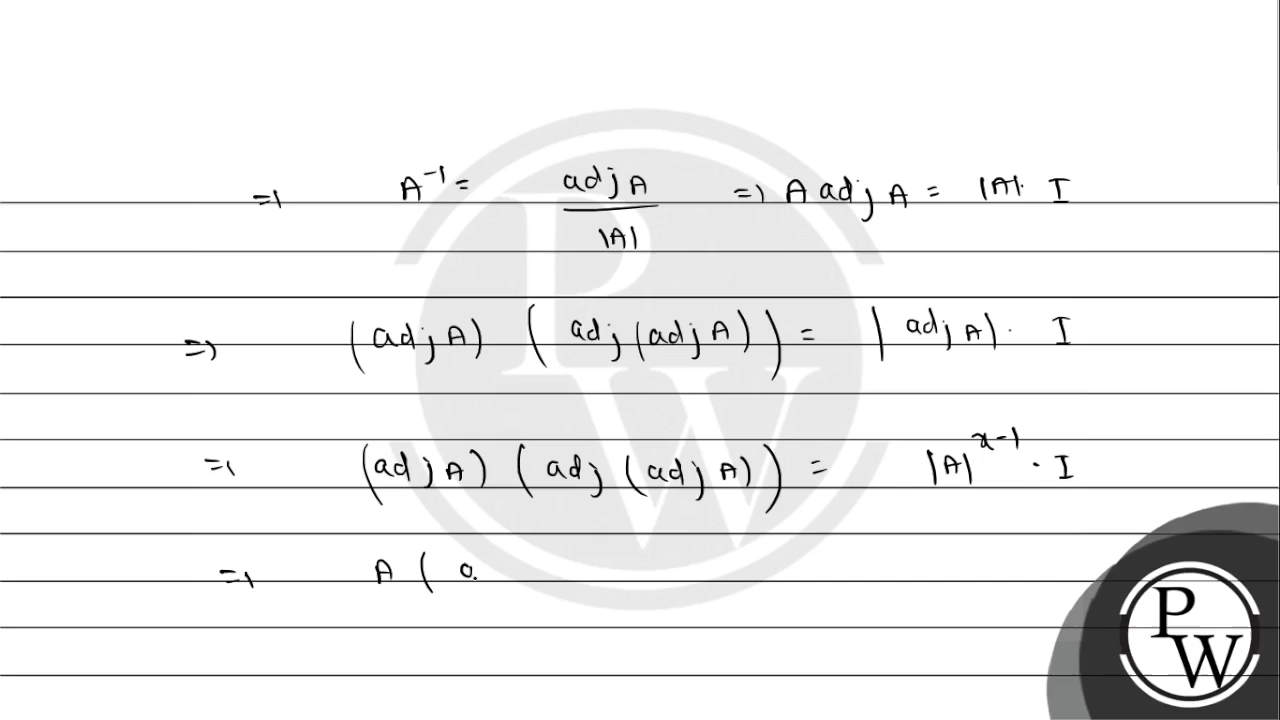 ⇒ A⁻¹ = adj A / |A| ⇒ A adj A = |A|. I
⇒ (adj A) (adj (adj A)) = |adj A|. I
⇒ (adj A) (adj (adj A)) = |A|ˣ⁻¹ . I
⇒ A ( a
P
W
P
W